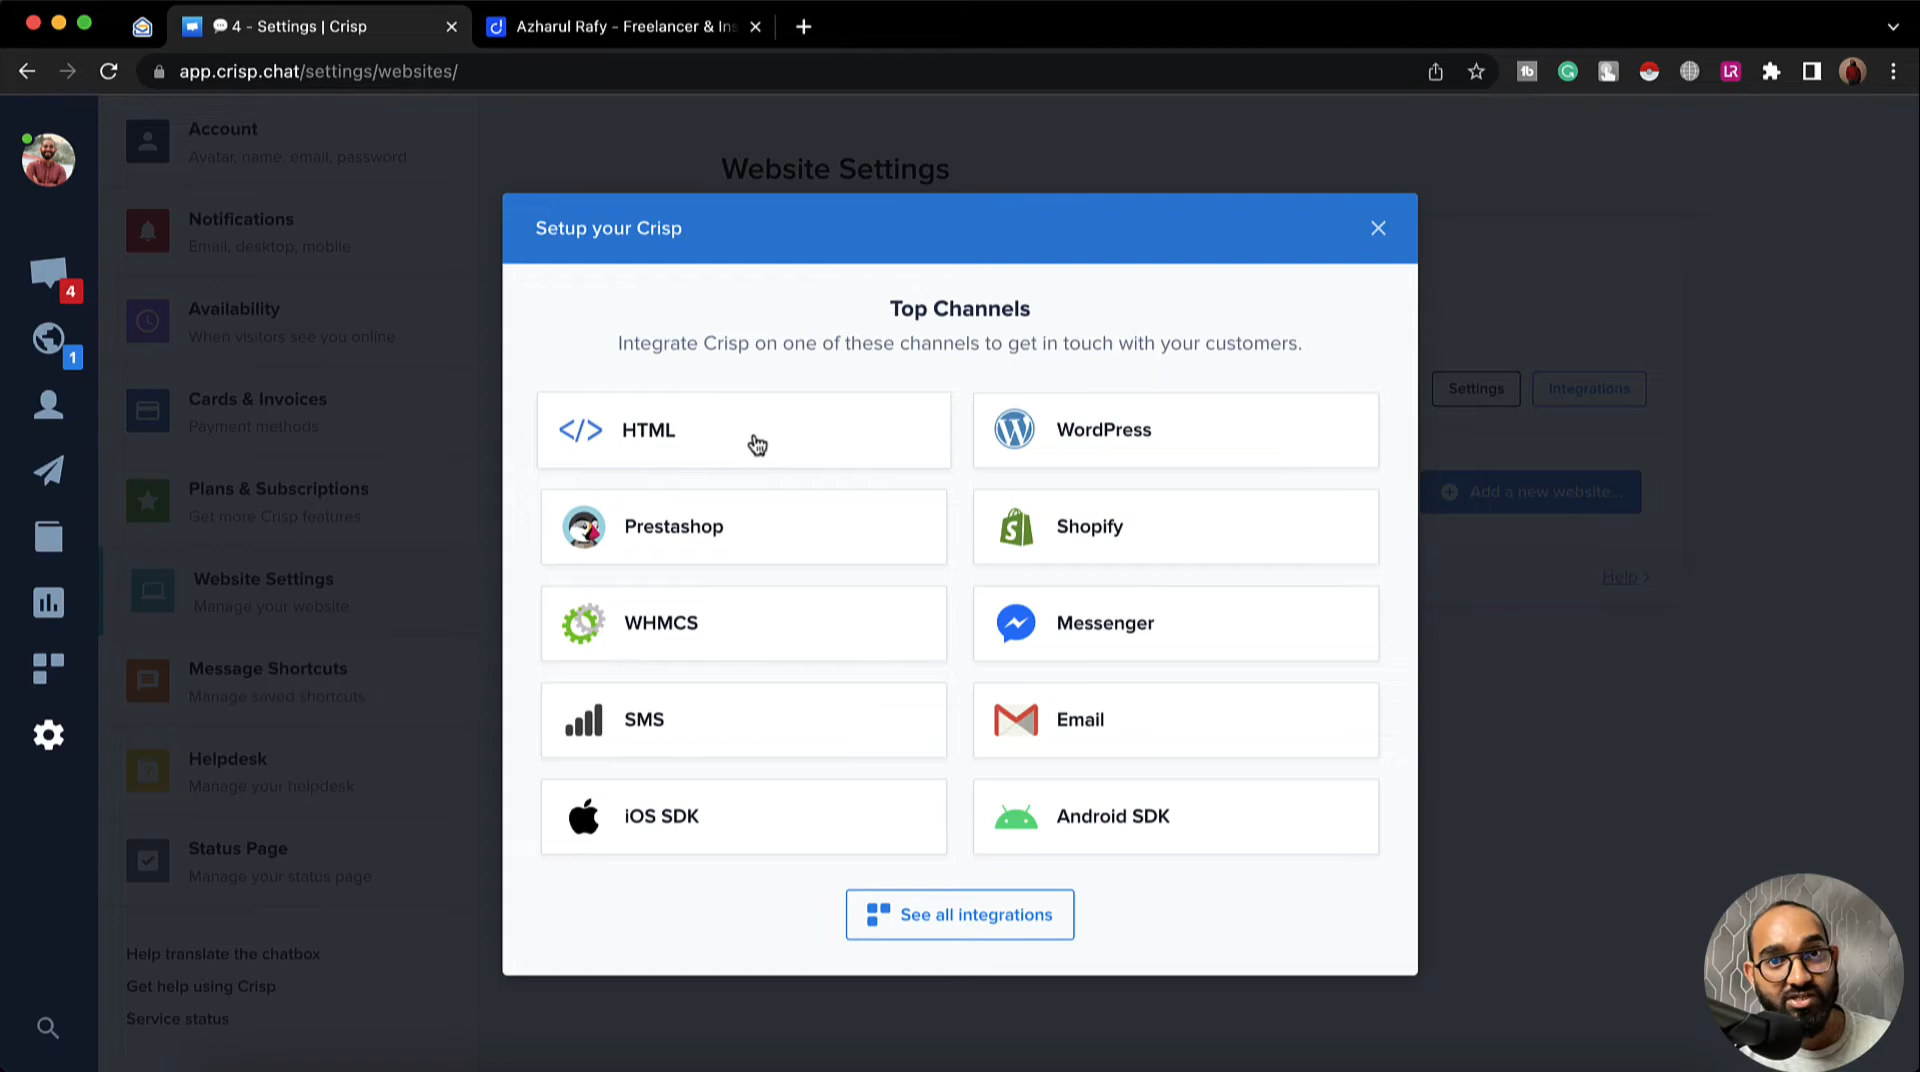 4 - Settings | Crisp
Azharul Rafy - Freelancer & Ins
app.crisp.chat/settings/websites/
LR
Account
Avatar, name, email, password
Notifications
Email, desktop, mobile
4
Availability
When visitors see you online
1
Cards & Invoices
Payment methods
Plans & Subscriptions
Get more Crisp features
Website Settings
Manage your website
Message Shortcuts
Manage saved shortcuts
Helpdesk
Manage your helpdesk
Status Page
Manage your status page
Help translate the chatbox
Get help using Crisp
Service status
Website Settings
Settings
Integrations
Add a new website...
Help
Setup your Crisp
Top Channels
Integrate Crisp on one of these channels to get in touch with your customers.
</> HTML
WordPress
Prestashop
Shopify
WHMCS
Messenger
SMS
Email
iOS SDK
Android SDK
See all integrations